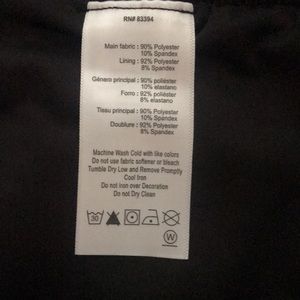 RN# 83394
Main fabric : 90% Polyester
10% Spandex
Lining : 92% Polyester
8% Spandex
Género principal : 90% poliéster
10% elastano
Forro : 92% poliéster
8% elastano
Tissu principal : 90% Polyester
10% Spandex
Doublure : 92% Polyester
8% Spandex
Machine Wash Cold with like colors
Do not use fabric softener or bleach
Tumble Dry Low and Remove Promptly
Cool Iron
Do not Iron over Decoration
Do not Dry Clean
30
W